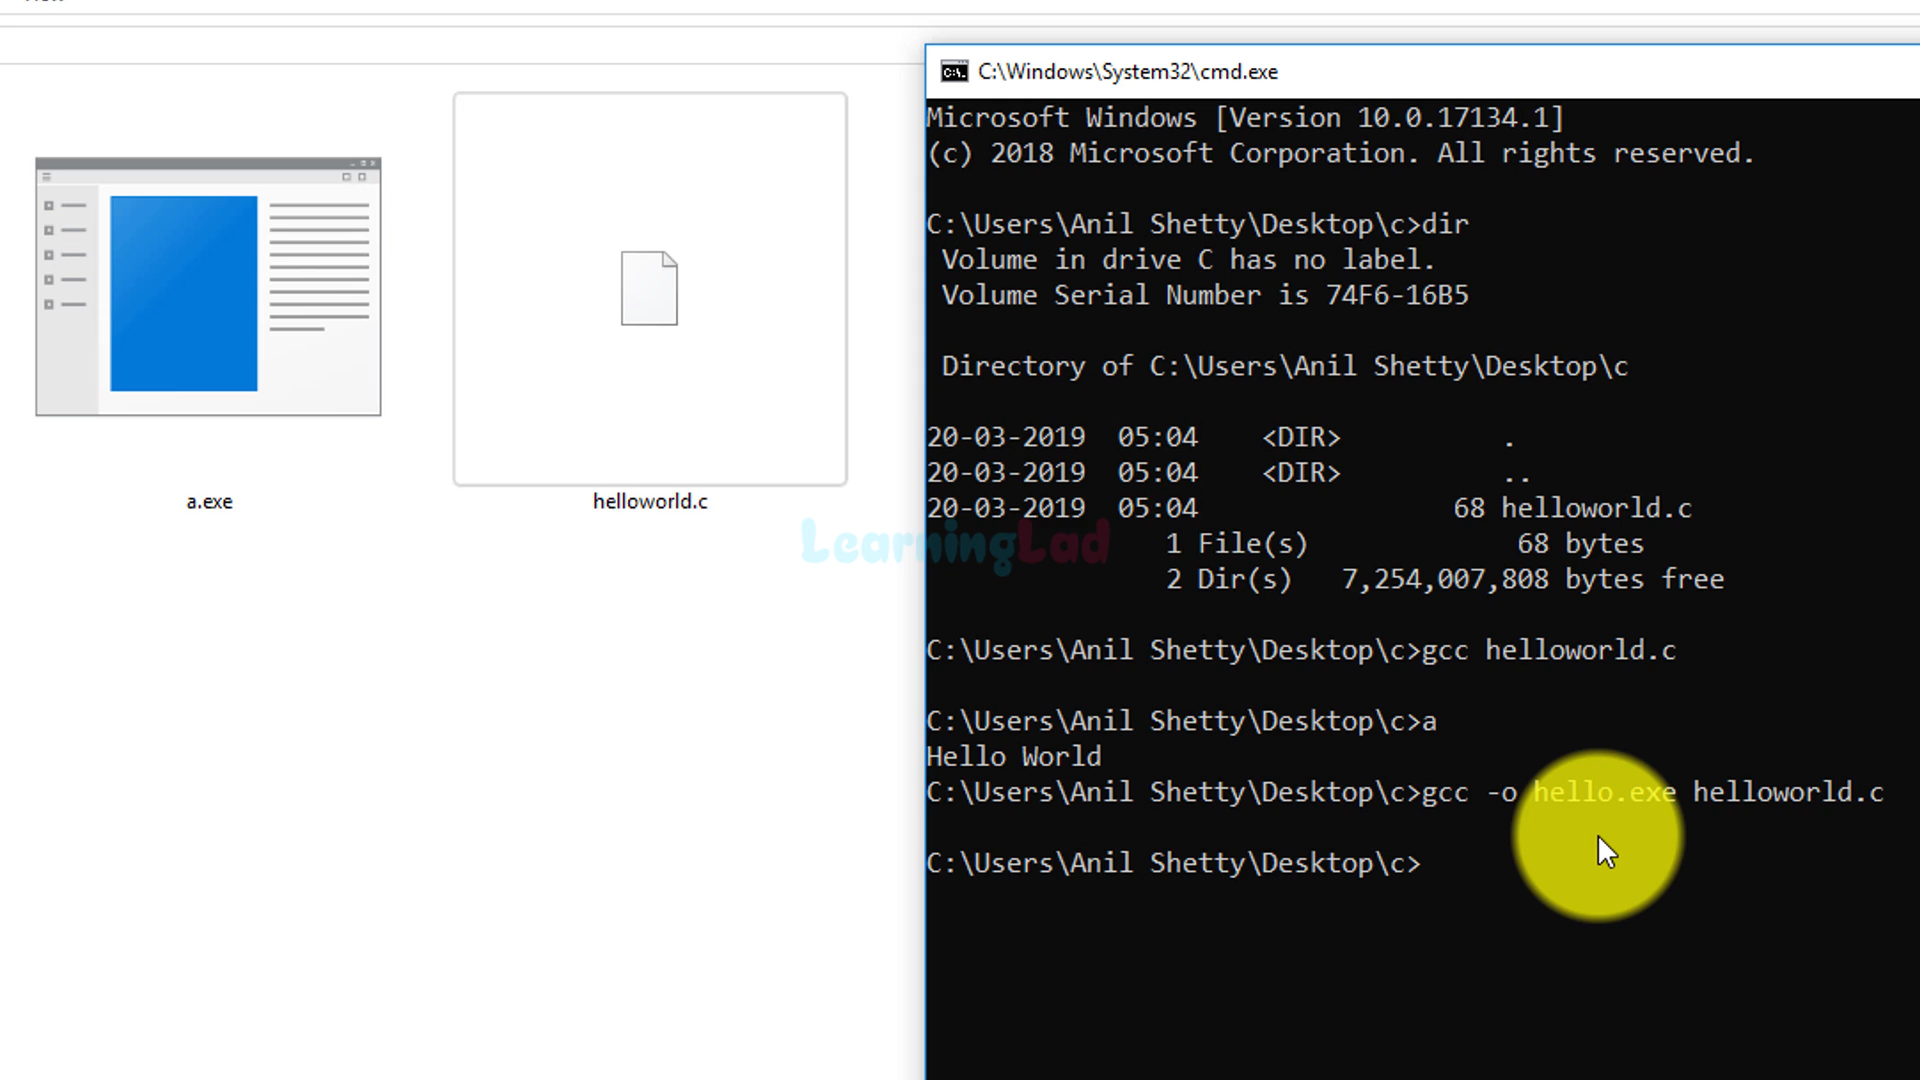 C:\Windows\System32\cmd.exe
Microsoft Windows [Version 10.0.17134.1]
(c) 2018 Microsoft Corporation. All rights reserved.
C:\Users\Anil Shetty\Desktop\c>dir
Volume in drive C has no label.
Volume Serial Number is 74F6-16B5
Directory of C:\Users\Anil Shetty\Desktop\c
20-03-2019 05:04 <DIR> .
20-03-2019 05:04 <DIR> ..
20-03-2019 05:04 68 helloworld.c
1 File(s) 68 bytes
2 Dir(s) 7,254,007,808 bytes free
C:\Users\Anil Shetty\Desktop\c>gcc helloworld.c
C:\Users\Anil Shetty\Desktop\c>a
Hello World
C:\Users\Anil Shetty\Desktop\c>gcc -o hello.exe helloworld.c
C:\Users\Anil Shetty\Desktop\c>
a.exe
helloworld.c
LearningLad